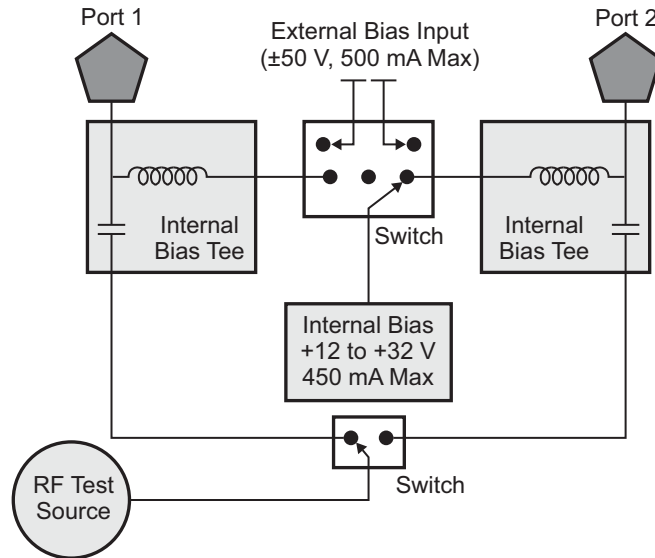 Port 1
External Bias Input
(±50 V, 500 mA Max)
Port 2
Internal
Bias Tee
Switch
Internal
Bias Tee
Internal Bias
+12 to +32 V
450 mA Max
RF Test
Source
Switch